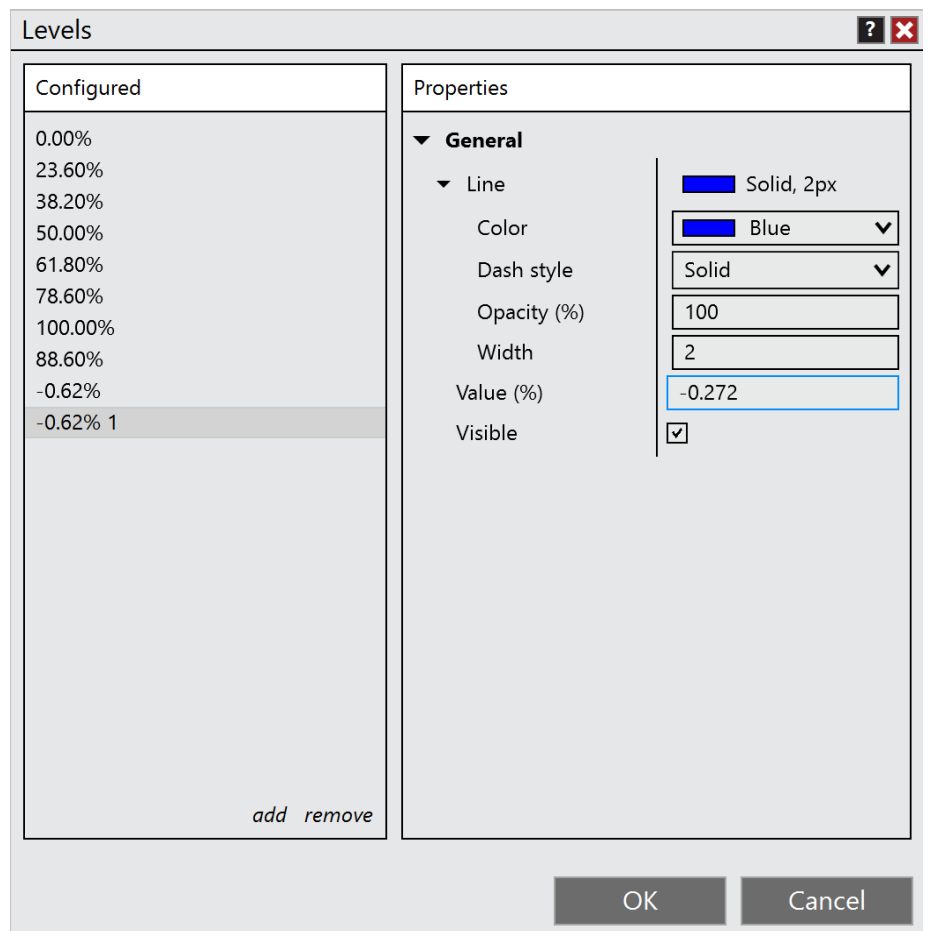 Levels
?
Configured
0.00%
23.60%
38.20%
50.00%
61.80%
78.60%
100.00%
88.60%
-0.62%
-0.62% 1
add remove
Properties
General
Line Solid, 2px
Color Blue
Dash style Solid
Opacity (%) 100
Width 2
Value (%) -0.272
Visible
OK Cancel